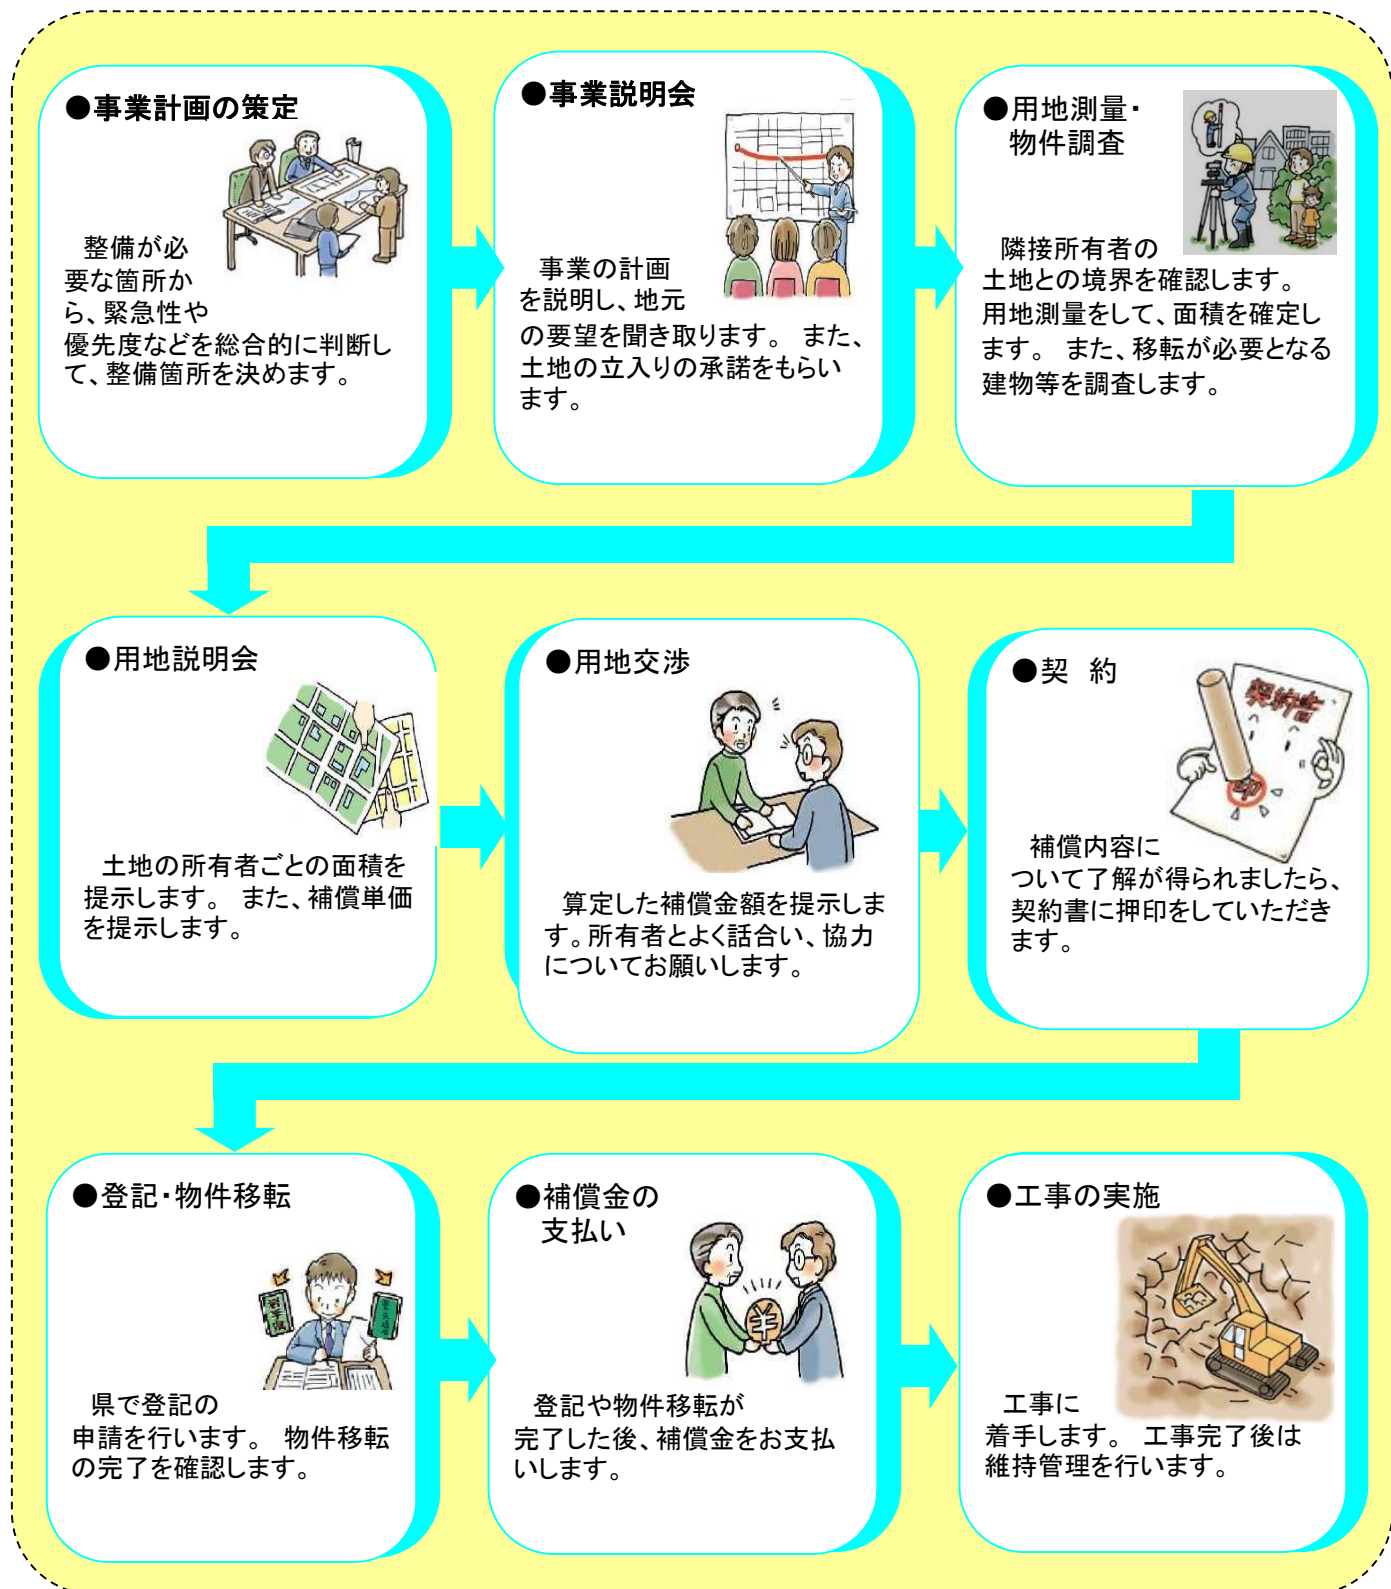 ●事業計画の策定
整備が必
要な箇所か
ら、緊急性や
優先度などを総合的に判断し
て、整備箇所を決めます。
●事業説明会
事業の計画
を説明し、地元
の要望を聞き取ります。 また、
土地の立入りの承諾をもらい
ます。
●用地測量・
物件調査
隣接所有者の
土地との境界を確認します。
用地測量をして、面積を確定し
ます。 また、移転が必要となる
建物等を調査します。
●用地説明会
土地の所有者ごとの面積を
提示します。 また、補償単価
を提示します。
●用地交渉
算定した補償金額を提示しま
す。所有者とよく話合い、協力
についてお願いします。
●契 約
契約書
印
補償内容に
ついて了解が得られましたら、
契約書に押印をしていただき
ます。
●登記・物件移転
岩手県
県で登記の
申請を行います。 物件移転
の完了を確認します。
●補償金の
支払い
¥
登記や物件移転が
完了した後、補償金をお支払
いします。
●工事の実施
工事に
着手します。 工事完了後は
維持管理を行います。